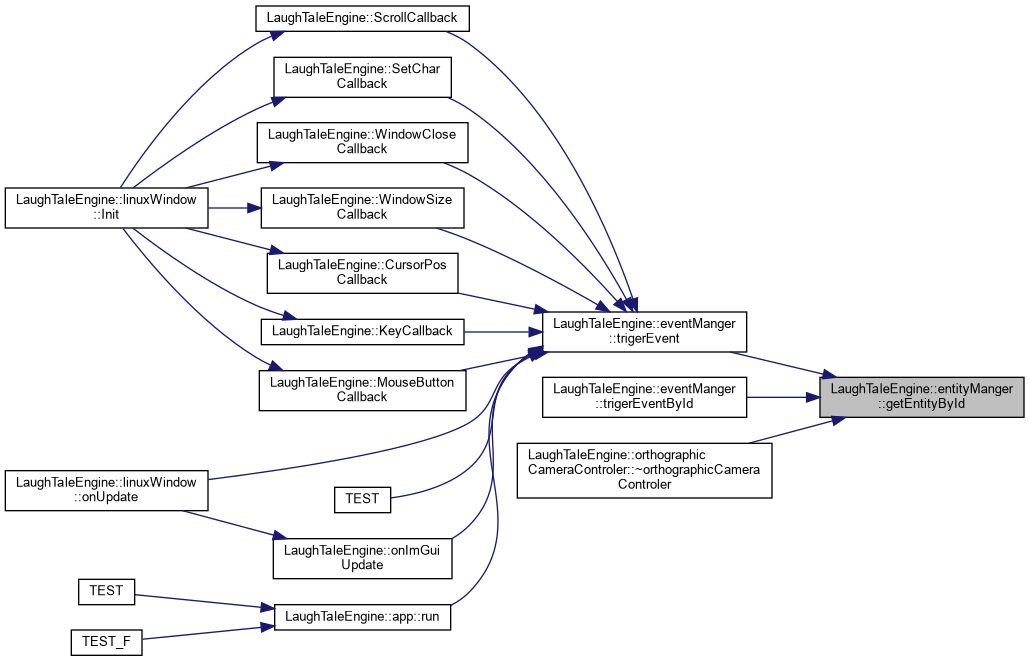 LaughTaleEngine::ScrollCallback
LaughTaleEngine::SetChar
Callback
LaughTaleEngine::WindowClose
Callback
LaughTaleEngine::linuxWindow
::Init
LaughTaleEngine::WindowSize
Callback
LaughTaleEngine::CursorPos
Callback
LaughTaleEngine::KeyCallback
LaughTaleEngine::MouseButton
Callback
LaughTaleEngine::eventManger
::trigerEvent
LaughTaleEngine::eventManger
::trigerEventById
LaughTaleEngine::entityManger
::getEntityById
LaughTaleEngine::orthographic
CameraControler::~orthographicCamera
Controler
LaughTaleEngine::linuxWindow
::onUpdate
TEST
LaughTaleEngine::onImGui
Update
TEST
LaughTaleEngine::app::run
TEST_F